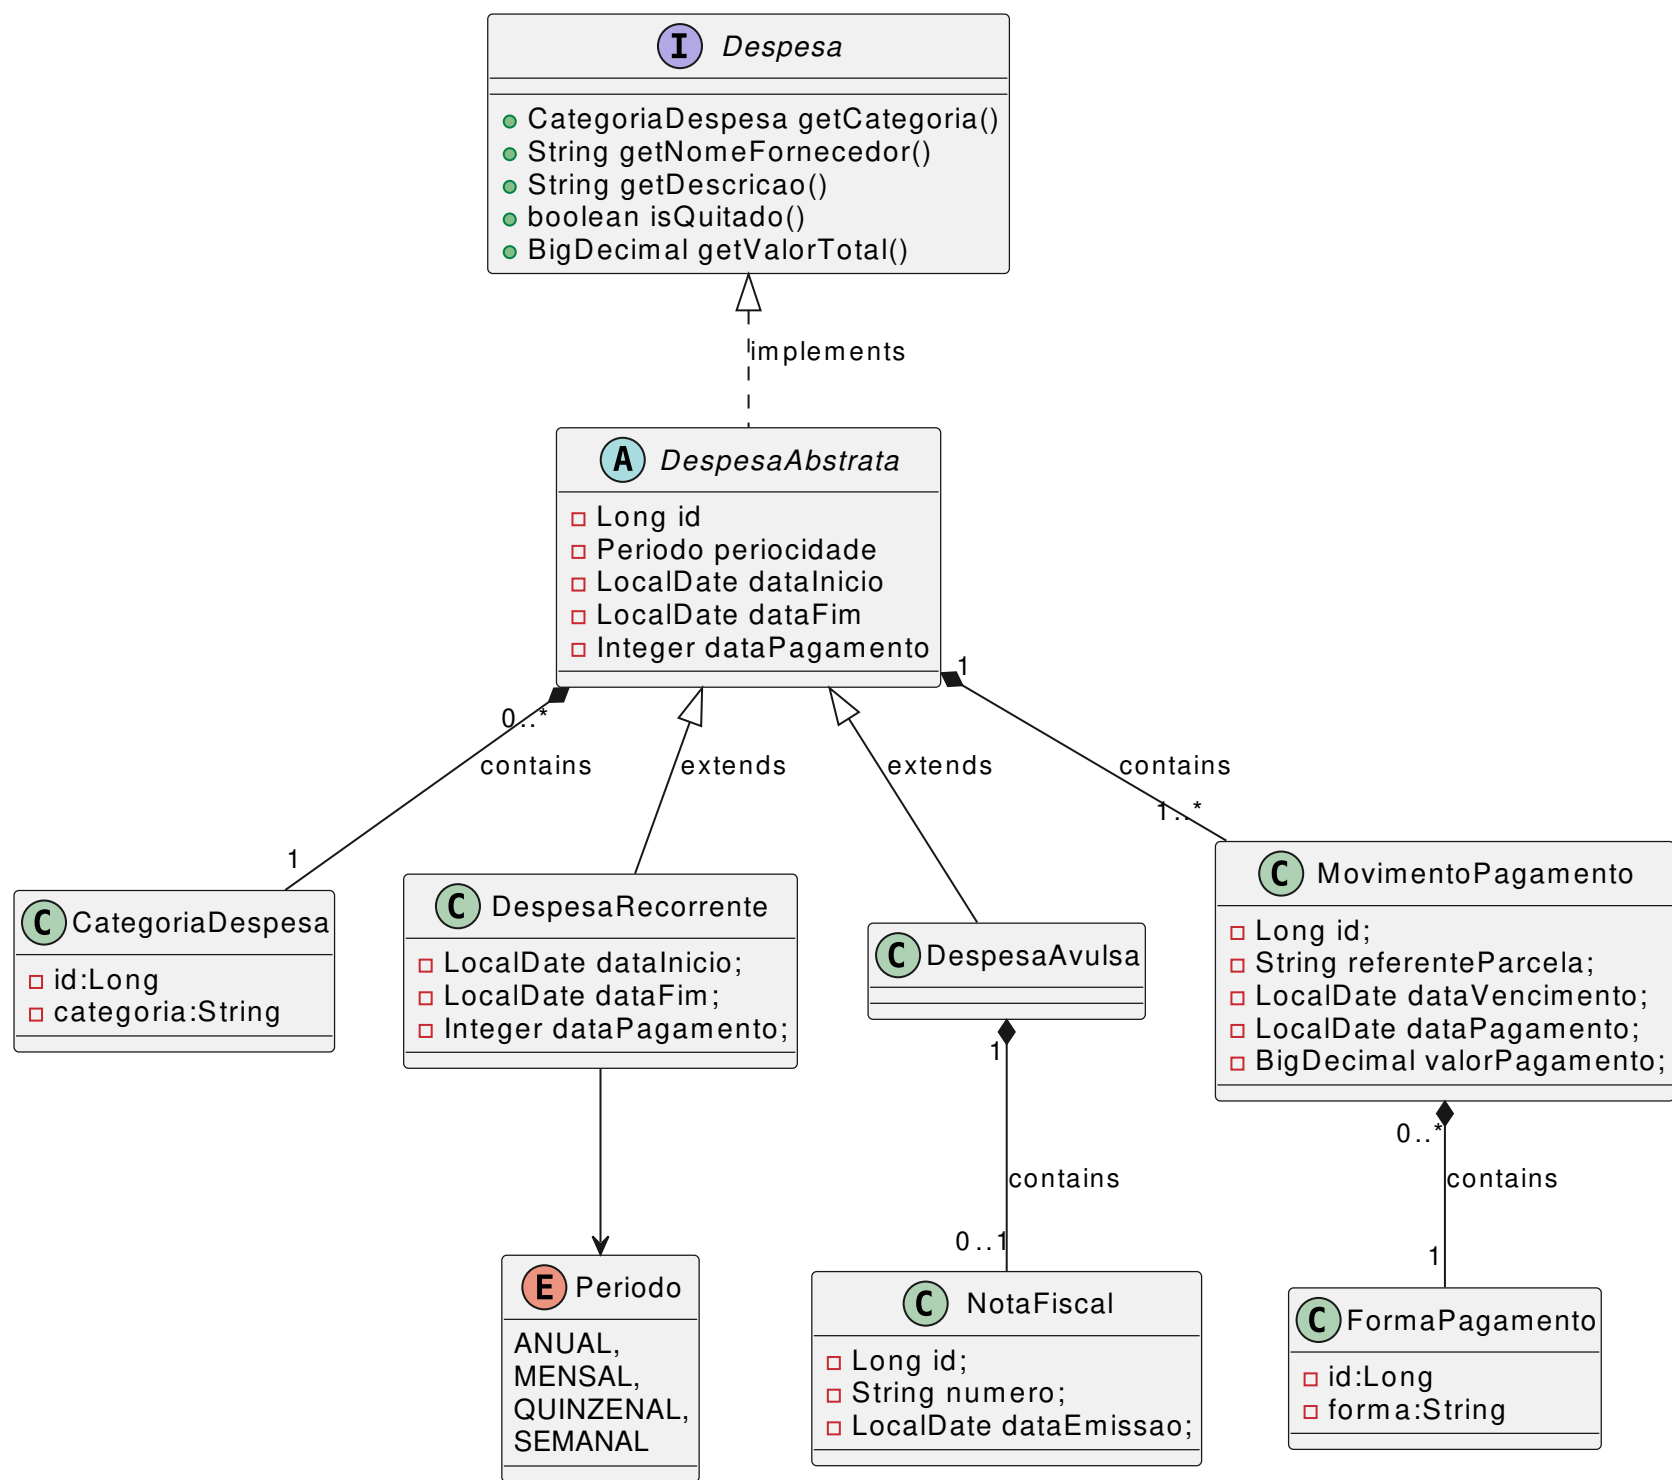 I Despesa
CategoriaDespesa getCategoria()
String getNomeFornecedor()
String getDescricao()
boolean isQuitado()
BigDecimal getValorTotal()
implements
A DespesaAbstrata
Long id
Periodo periocidade
LocalDate dataInicio
LocalDate dataFim
Integer dataPagamento
0..*
1
contains
extends
extends
contains
1
1..*
C CategoriaDespesa
id:Long
categoria:String
C DespesaRecorrente
LocalDate dataInicio;
LocalDate dataFim;
Integer dataPagamento;
C DespesaAvulsa
C MovimentoPagamento
Long id;
String referenteParcela;
LocalDate dataVencimento;
LocalDate dataPagamento;
BigDecimal valorPagamento;
1
0..*
contains
contains
0..1
1
E Periodo
ANUAL,
MENSAL,
QUINZENAL,
SEMANAL
C NotaFiscal
Long id;
String numero;
LocalDate dataEmissao;
C FormaPagamento
id:Long
forma:String